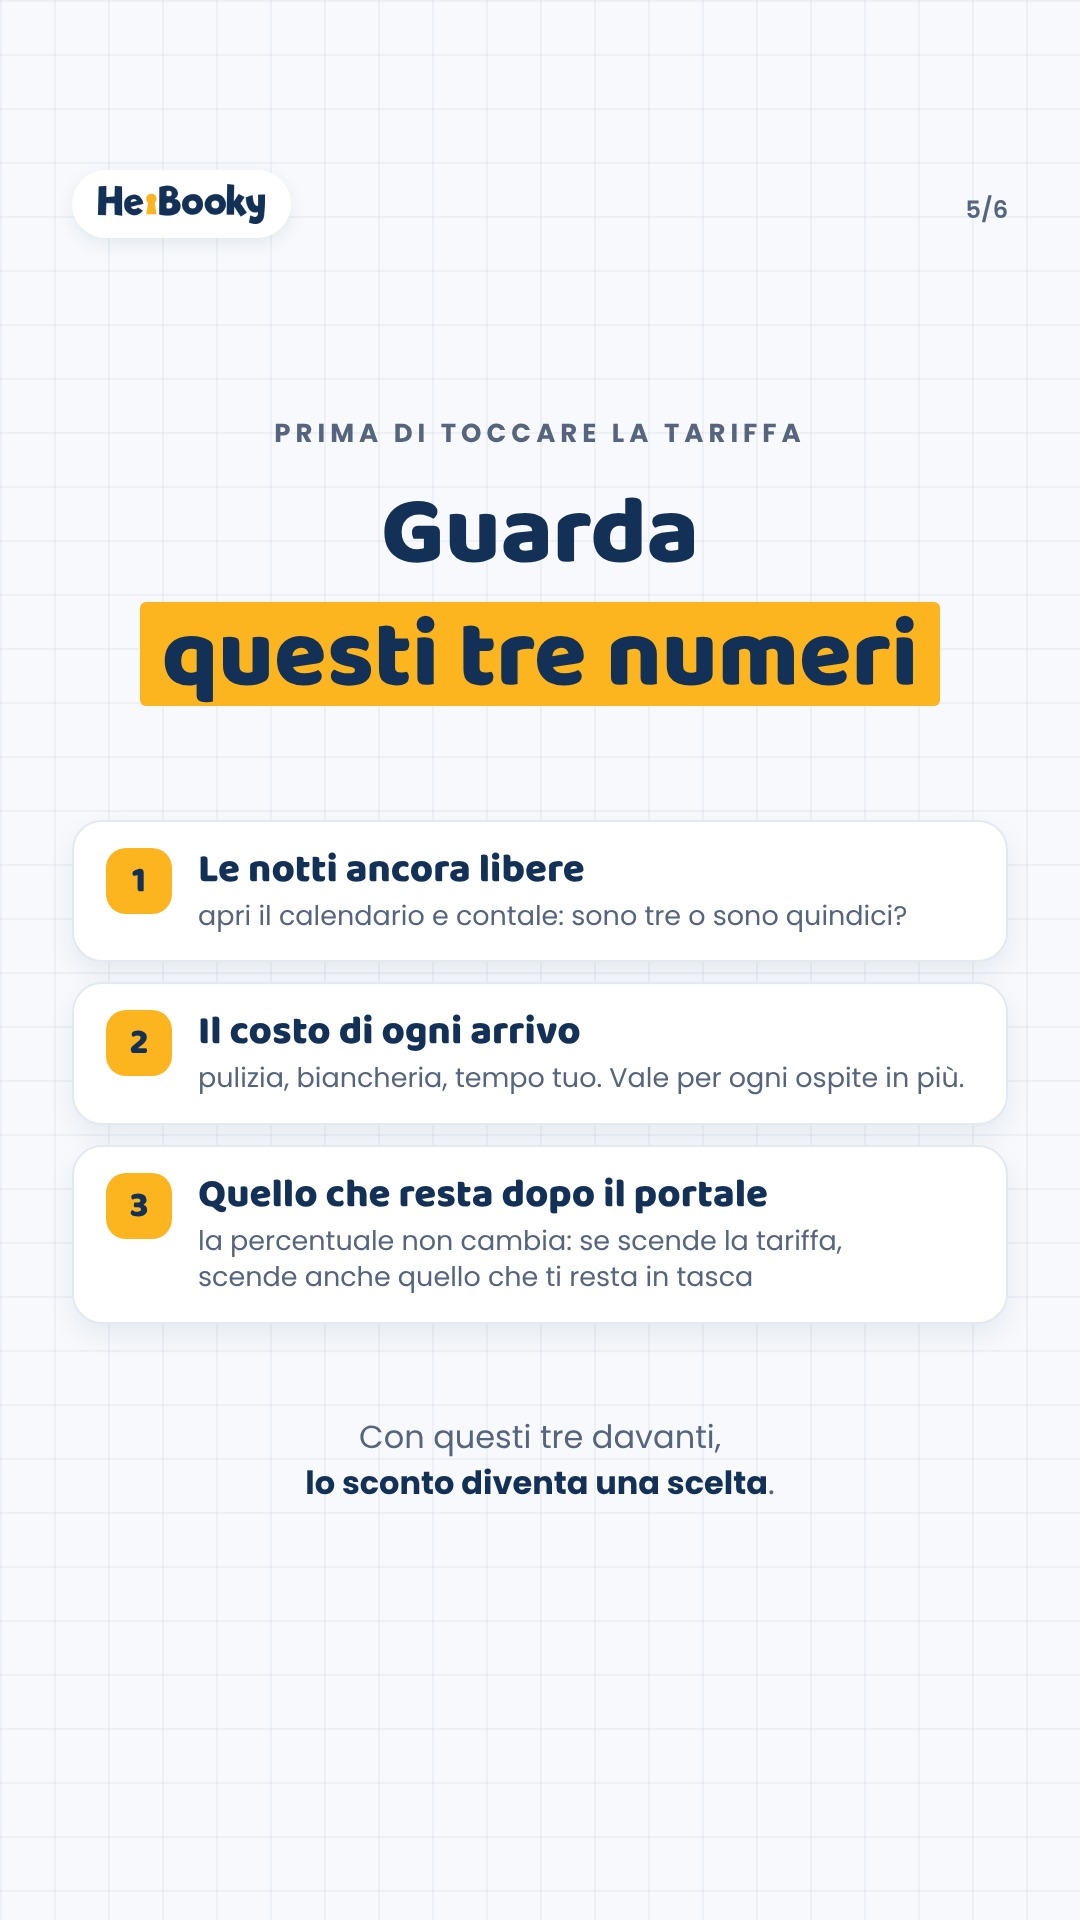 HeiBooky
5/6
PRIMA DI TOCCARE LA TARIFFA
Guarda
questi tre numeri
1
Le notti ancora libere
apri il calendario e contale: sono tre o sono quindici?
2
Il costo di ogni arrivo
pulizia, biancheria, tempo tuo. Vale per ogni ospite in più.
3
Quello che resta dopo il portale
la percentuale non cambia: se scende la tariffa,
scende anche quello che ti resta in tasca
Con questi tre davanti,
lo sconto diventa una scelta.